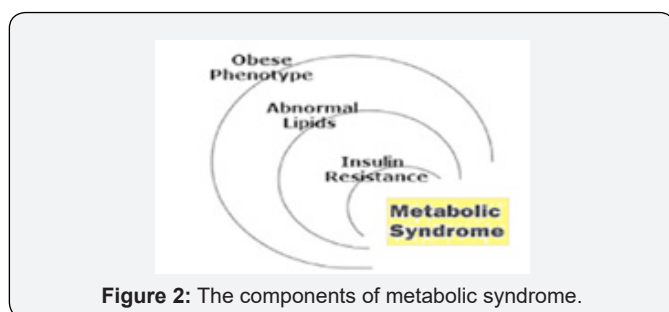 Obese
Phenotype
Abnormal
Lipids
Insulin
Resistance
Metabolic
Syndrome
Figure 2: The components of metabolic syndrome.